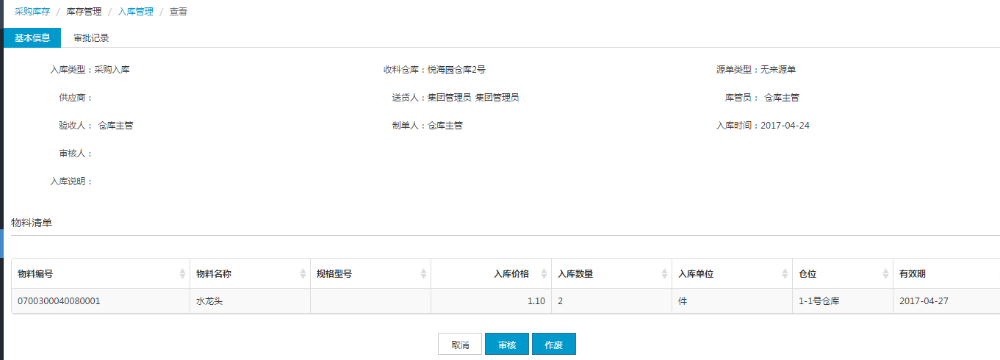 采购库存 / 库存管理 / 入库管理 / 查看
基本信息 审批记录
入库类型：采购入库 收料仓库：悦海园仓库2号 源单类型：无来源单
供应商： 送货人：集团管理员 集团管理员 库管员： 仓库主管
验收人： 仓库主管 制单人：仓库主管 入库时间：2017-04-24
审核人：
入库说明：
物料清单
物料编号 物料名称 规格型号 入库价格 入库数量 入库单位 仓位 有效期
0700300040080001 水龙头 1.10 2 件 1-1号仓库 2017-04-27
取消 审核 作废